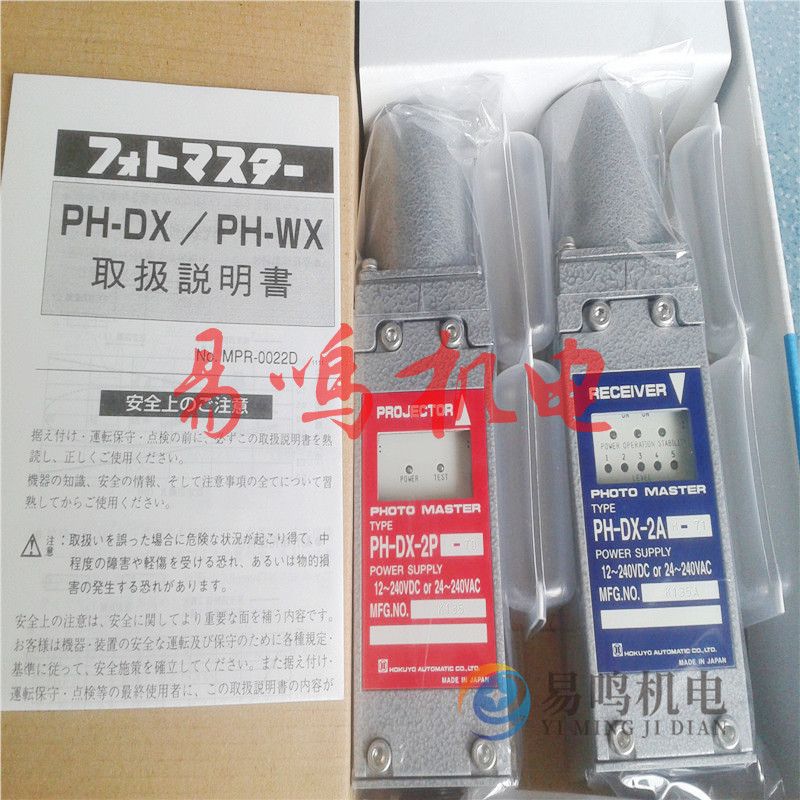 フォトマスター
PH-DX / PH-WX
取扱説明書
No. MPR-0022D
安全上のご注意
据え付け・運転保守・点検の前に、必ずこの取扱説明書を熟
読し、正しくご使用ください。
機器の知識、安全の情報、そして注意事項の全てについて習
熟してからご使用ください。
注意
：取扱いを誤った場合に危険な状況が起こり得て、中
程度の障害や軽傷を受ける恐れ、あるいは物的損
害の発生する恐れがあります。
安全上の注意は、安全に関してより重要な面を補う内容です。
お客様は機器・装置の安全な運転及び保守のために各種規定・
基準に従って、安全施策を確立してください。また据え付け・
運転保守・点検等の最終使用者に、この取扱説明書の内容が
易鸣机电
PROJECTOR
POWER TEST
PHOTO MASTER
TYPE
PH-DX-2P -71
POWER SUPPLY
12~240VDC or 24~240VAC
MFG.NO.
HOKUYO AUTOMATIC CO.,LTD.
MADE IN JAPAN
RECEIVER
POWER OPERATION STABILITY
1 2 3 4 5
LEVEL
PHOTO MASTER
TYPE
PH-DX-2A -71
POWER SUPPLY
12~240VDC or 24~240VAC
MFG.NO. K135A
HOKUYO AUTOMATIC CO.,LTD.
MADE IN JAPAN
易鸣机电
YI MING JI DIAN